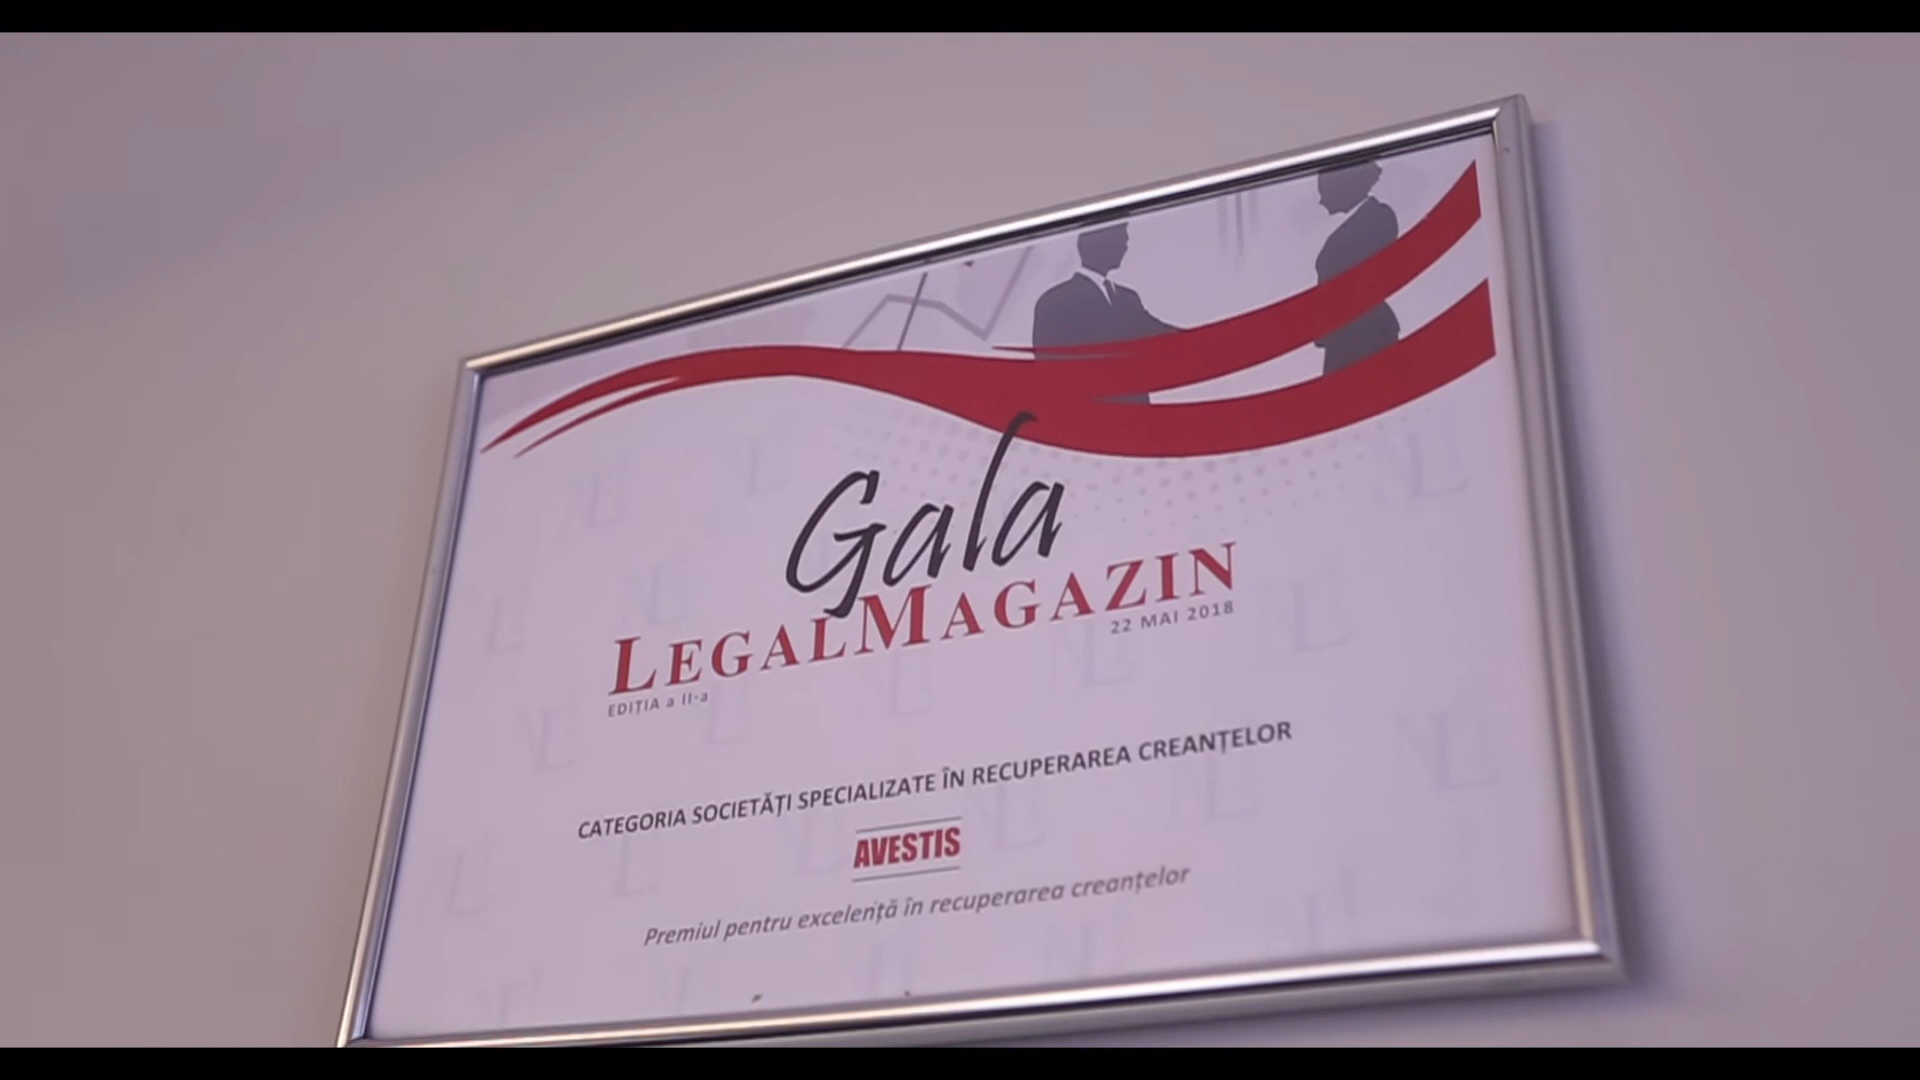 Gala
LEGALMAGAZIN
22 MAI 2018
EDIȚIA a II-a
CATEGORIA SOCIETĂȚI SPECIALIZATE ÎN RECUPERAREA CREANȚELOR
AVESTIS
Premiul pentru excelență în recuperarea creanțelor